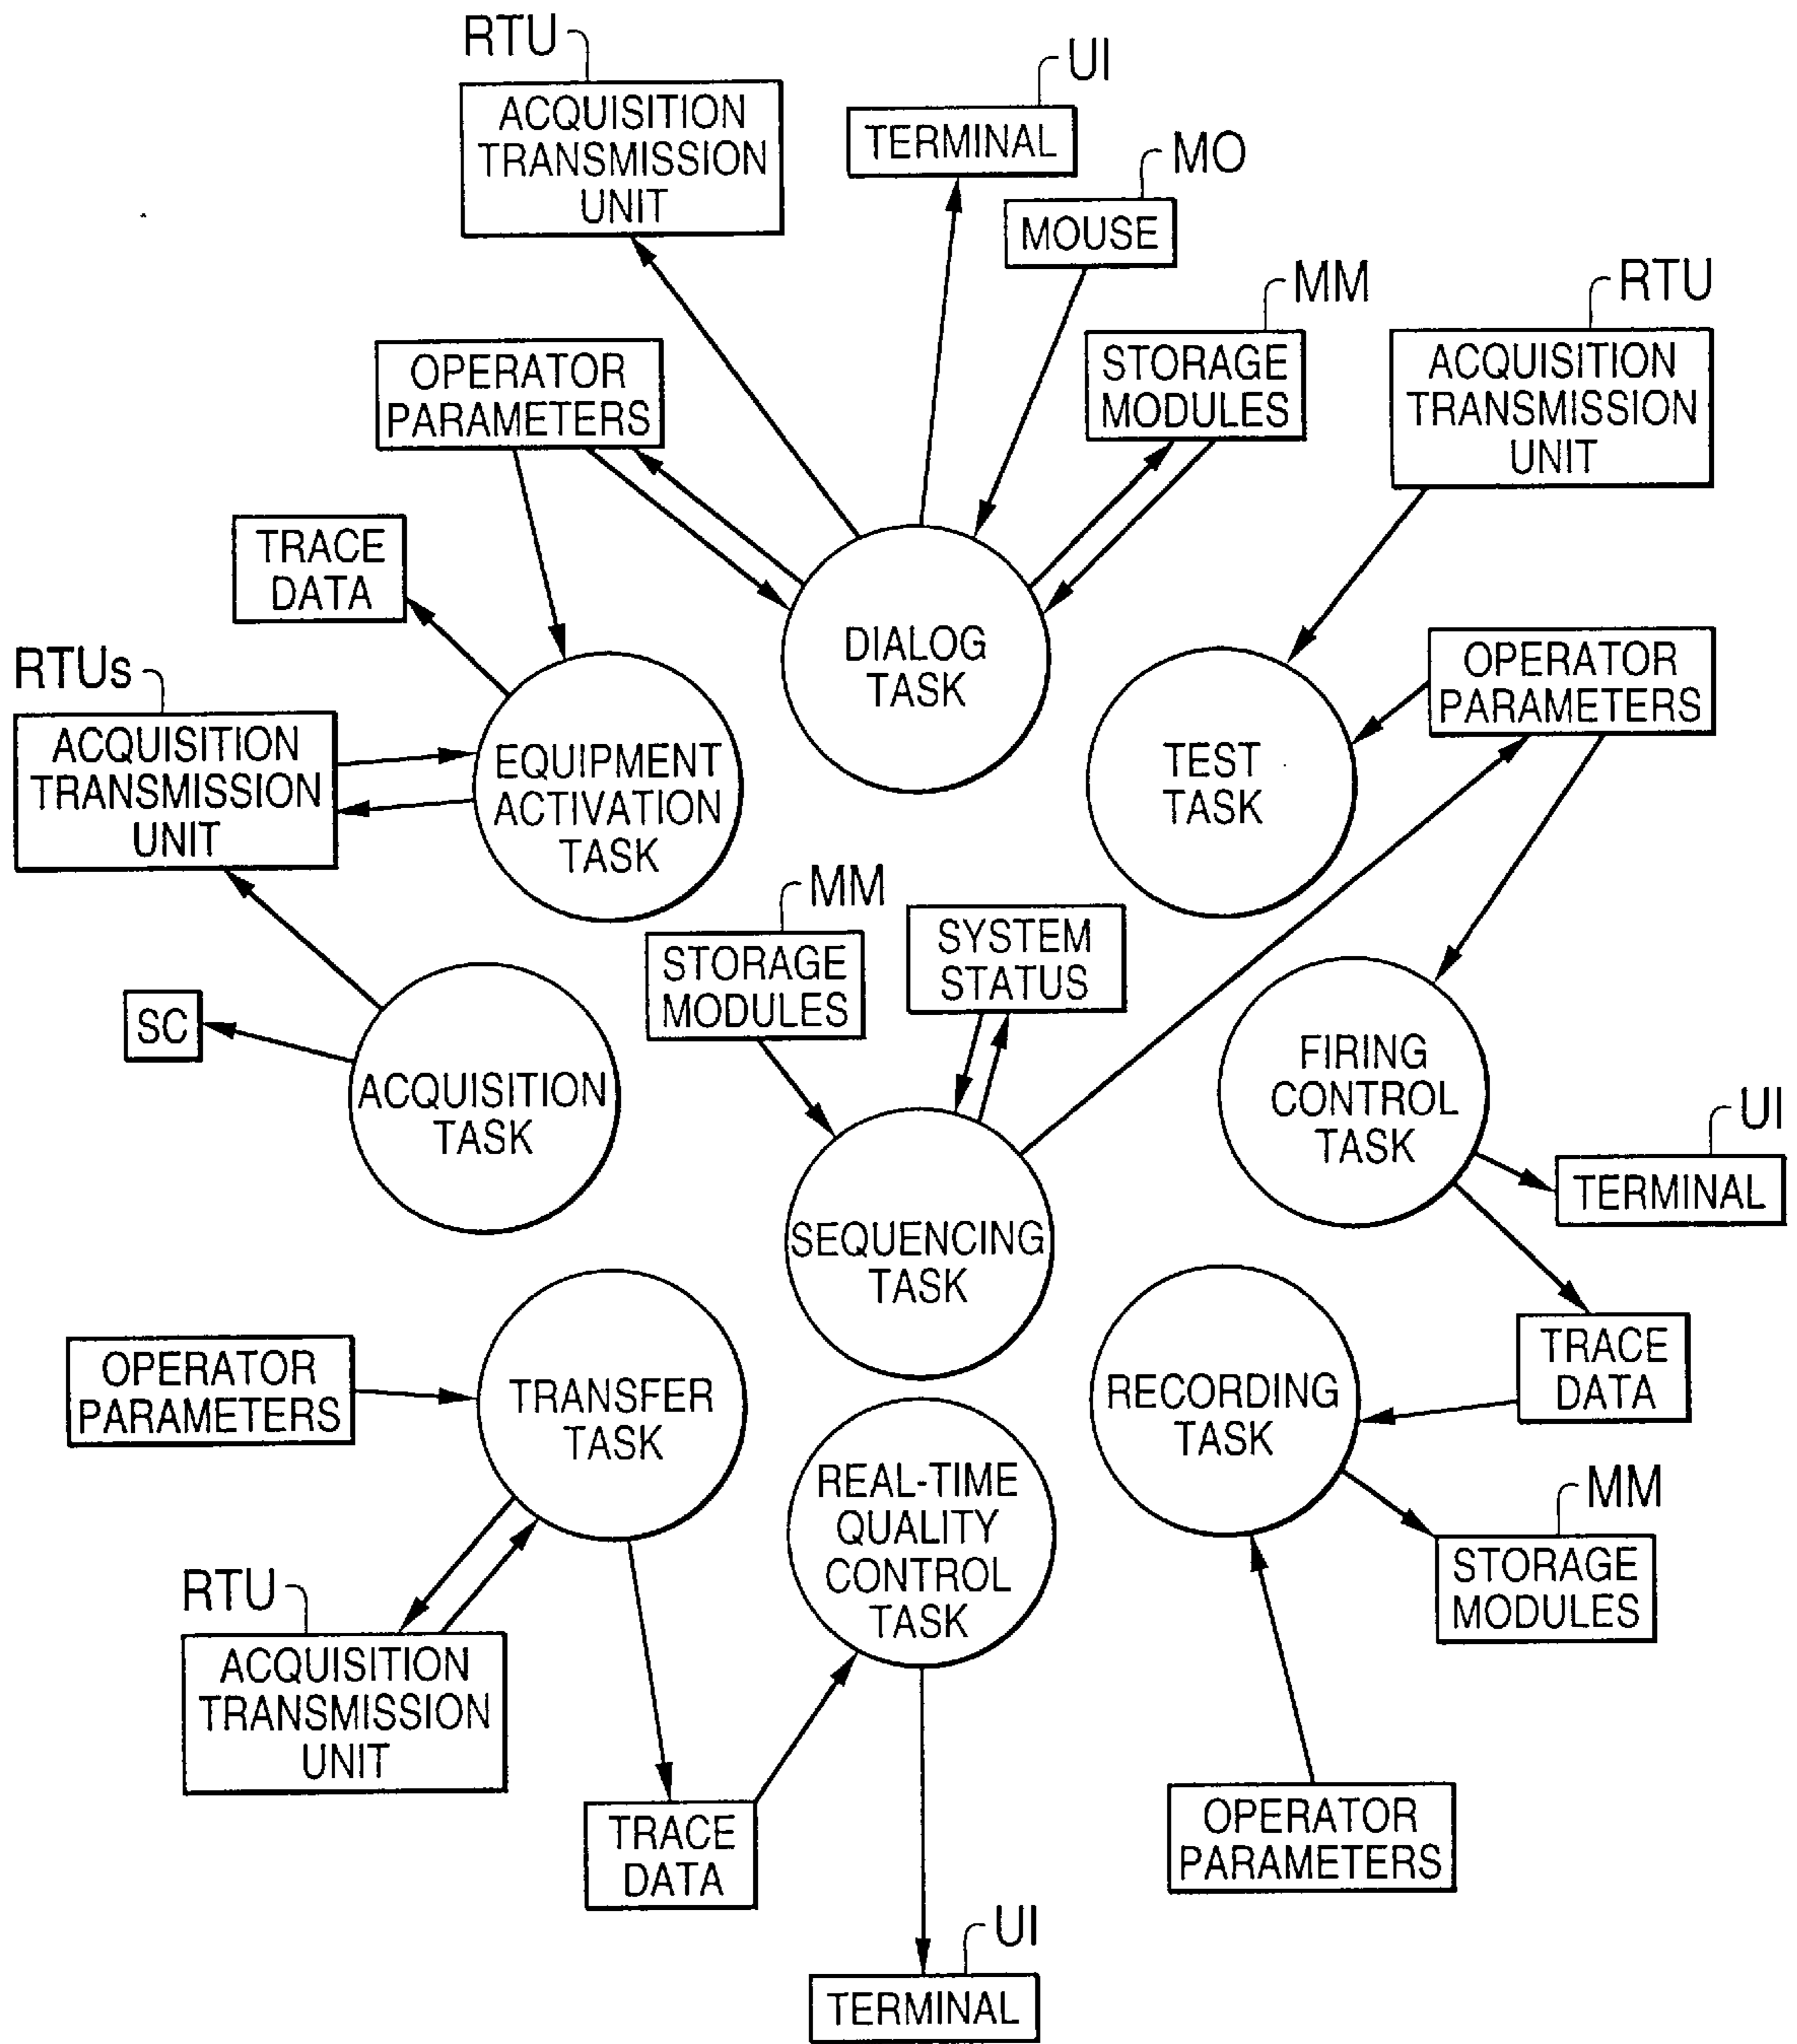 RTU
ACQUISITION
TRANSMISSION
UNIT
UI
TERMINAL
MO
MOUSE
MM
STORAGE
MODULES
RTU
ACQUISITION
TRANSMISSION
UNIT
OPERATOR
PARAMETERS
TRACE
DATA
DIALOG
TASK
RTUs
ACQUISITION
TRANSMISSION
UNIT
EQUIPMENT
ACTIVATION
TASK
TEST
TASK
OPERATOR
PARAMETERS
MM
STORAGE
MODULES
SYSTEM
STATUS
SC
ACQUISITION
TASK
FIRING
CONTROL
TASK
UI
TERMINAL
SEQUENCING
TASK
OPERATOR
PARAMETERS
TRANSFER
TASK
RECORDING
TASK
TRACE
DATA
REAL-TIME
QUALITY
CONTROL
TASK
MM
STORAGE
MODULES
RTU
ACQUISITION
TRANSMISSION
UNIT
TRACE
DATA
OPERATOR
PARAMETERS
UI
TERMINAL